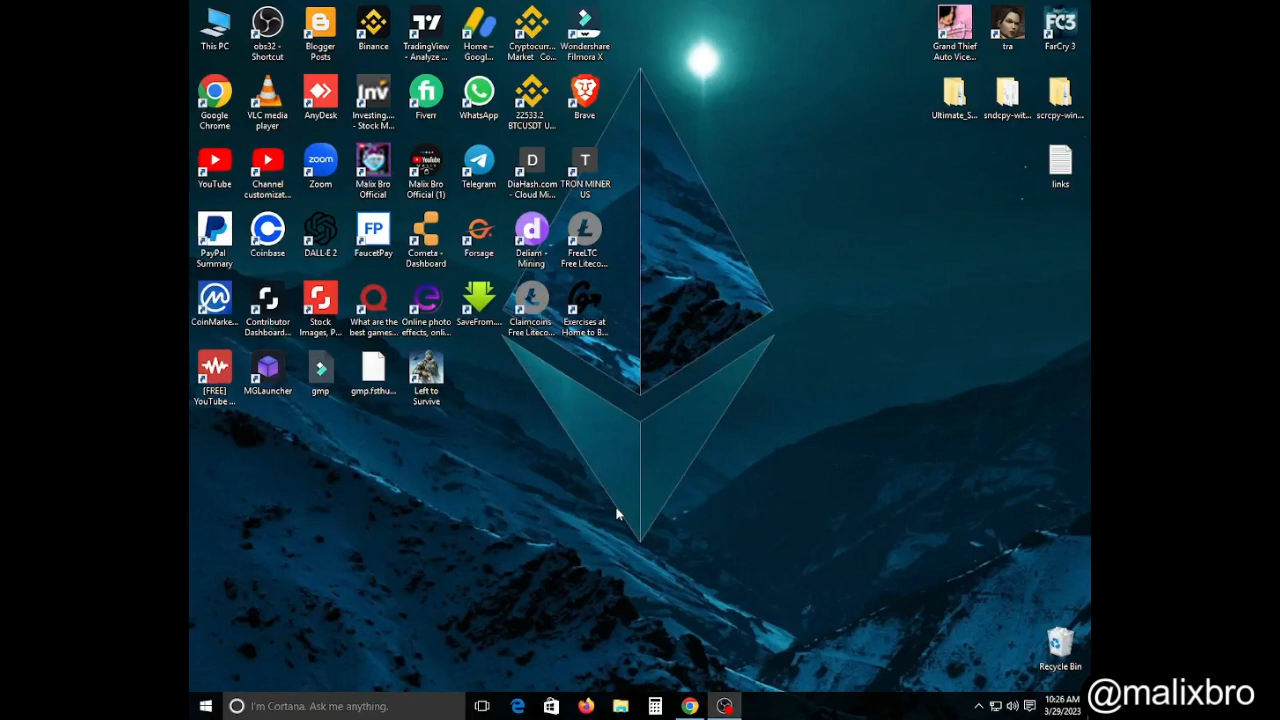 This PC
obs32 -
Shortcut
Blogger
Posts
Binance
TradingView
- Analyze ...
Home –
Googl...
Cryptocurr...
Market Co...
Wondershare
Filmora X
Grand Thief
Auto Vice...
tra
FarCry 3
FC3
Google
Chrome
VLC media
player
AnyDesk
Inv
Investing....
- Stock M...
fi
Fiverr
WhatsApp
22533.2
BTCUSDT U...
Brave
Ultimate_S...
sndcpy-wit...
scrcpy-win...
YouTube
Channel
customizat...
zoom
Zoom
Malix Bro
Official
YouTube
Malix Bro
Official (1)
Telegram
D
DiaHash.com
- Cloud Mi...
T
TRON MINER
US
links
PayPal
Summary
Coinbase
DALL·E 2
FP
FaucetPay
Cometa -
Dashboard
Forsage
d
Deliam -
Mining
FreeLTC
Free Liteco...
CoinMarke...
Contributor
Dashboard...
Stock
Images, P...
What are the
best games...
Online photo
effects, onli...
SaveFrom....
Claimcoins
Free Liteco...
Exercises at
Home to B...
[FREE]
YouTube ...
MGLauncher
gmp
gmp.fsthu...
Left to
Survive
Recycle Bin
I'm Cortana. Ask me anything.
10:26 AM
3/29/2023
@malixbro